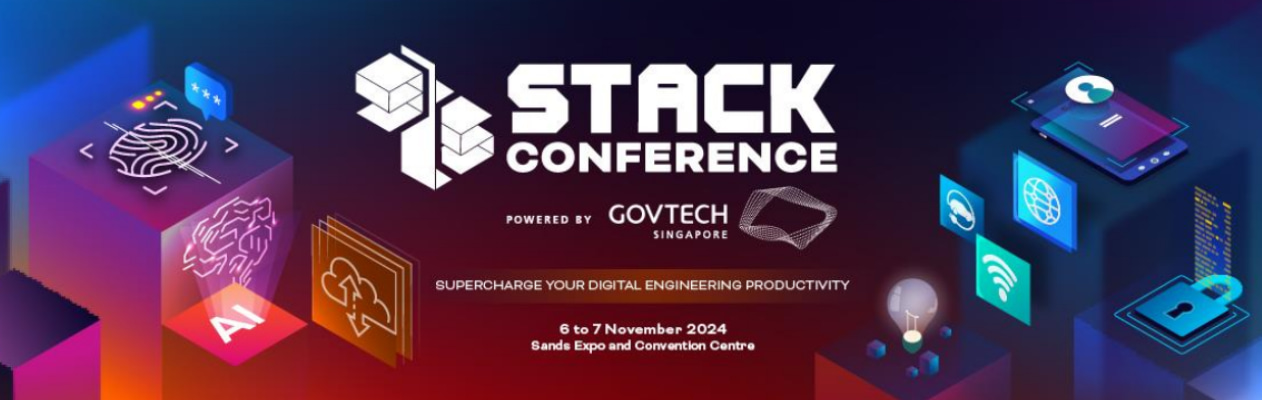 STACK
CONFERENCE
POWERED BY GOVTECH
SINGAPORE
SUPERCHARGE YOUR DIGITAL ENGINEERING PRODUCTIVITY
6 to 7 November 2024
Sands Expo and Convention Centre
AI